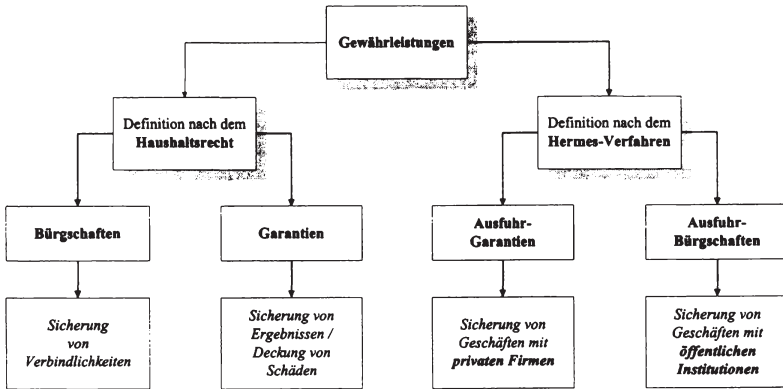 Gewährleistungen
Definition nach dem
Haushaltsrecht
Definition nach dem
Hermes-Verfahren
Bürgschaften
Garantien
Ausfuhr-
Garantien
Ausfuhr-
Bürgschaften
Sicherung
von
Verbindlichkeiten
Sicherung von
Ergebnissen /
Deckung von
Schäden
Sicherung von
Geschäften mit
privaten Firmen
Sicherung von
Geschäften mit
öffentlichen
Institutionen